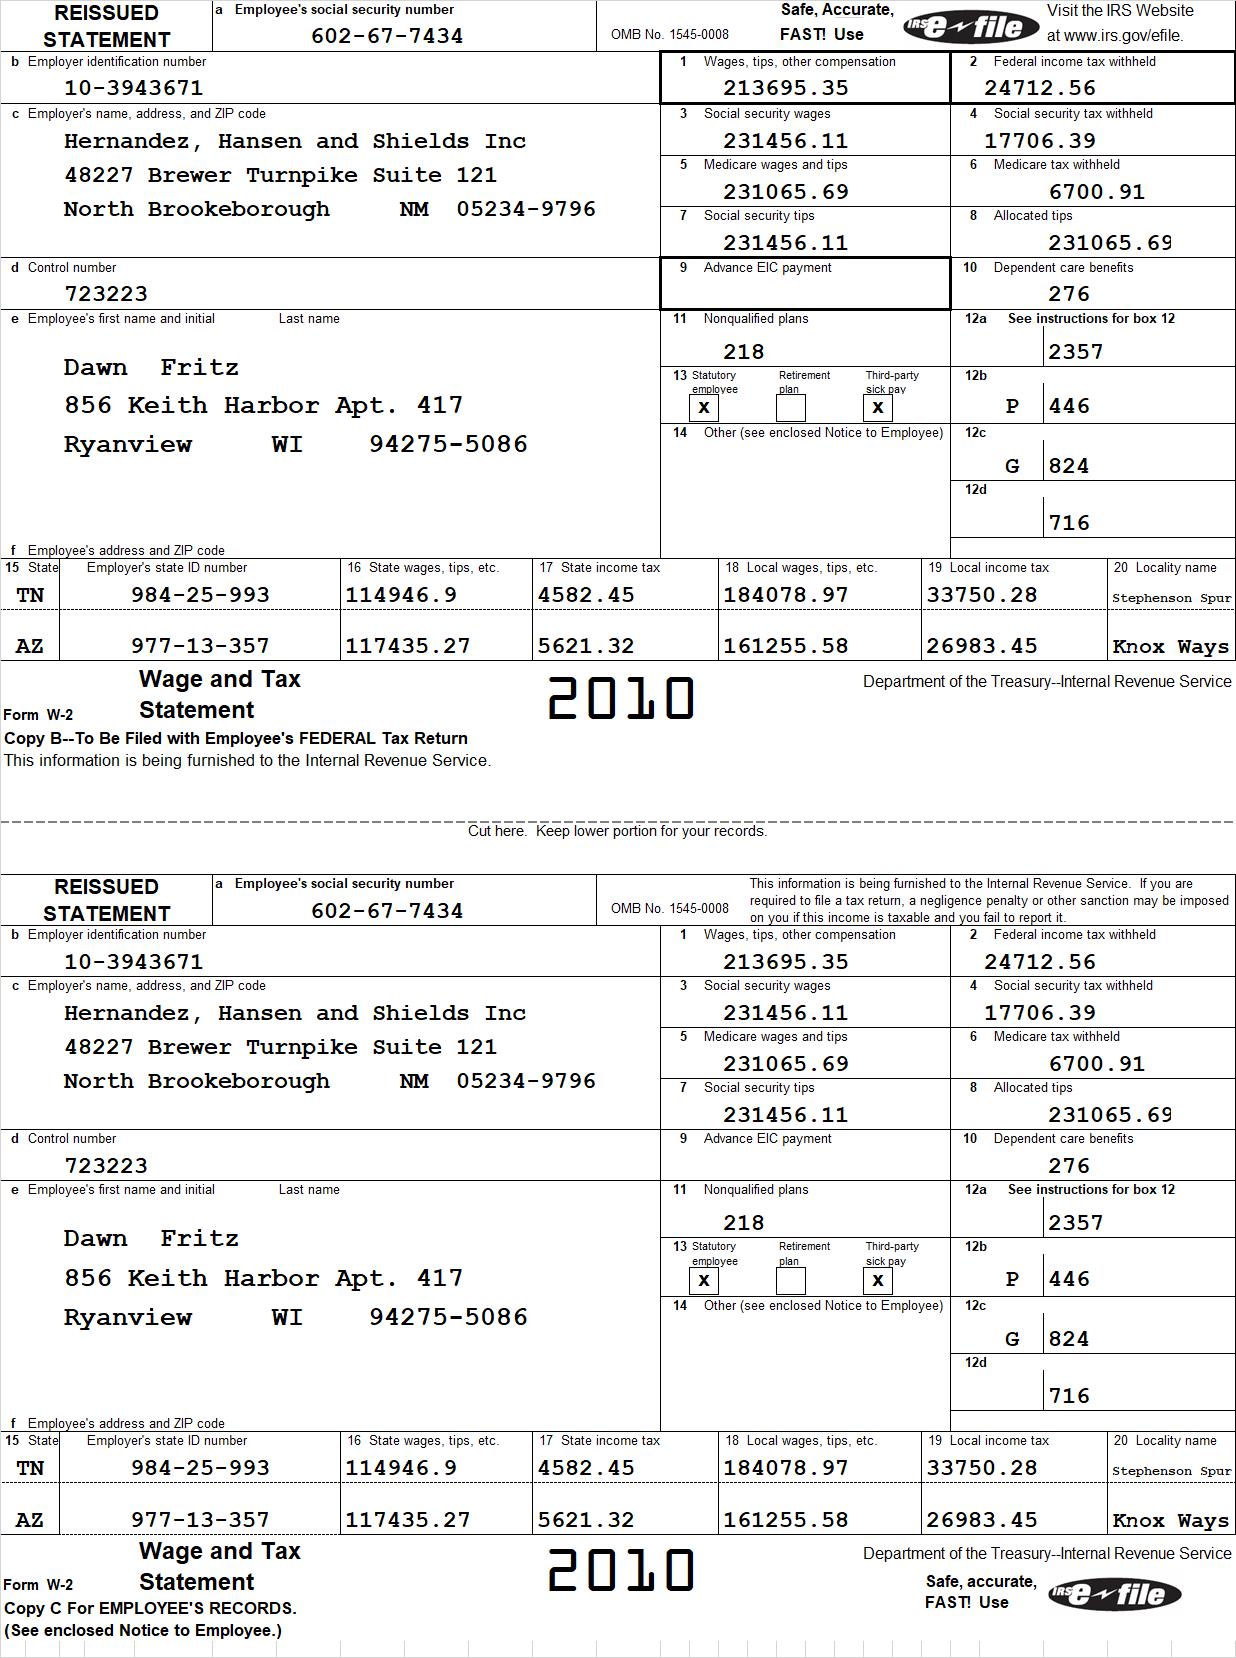 REISSUED STATEMENT
a Employee's social security number
602-67-7434
OMB No. 1545-0008
Safe, Accurate, FAST! Use
IRS e-file
Visit the IRS Website at www.irs.gov/efile.
b Employer identification number
10-3943671
1 Wages, tips, other compensation
213695.35
2 Federal income tax withheld
24712.56
c Employer's name, address, and ZIP code
Hernandez, Hansen and Shields Inc
48227 Brewer Turnpike Suite 121
North Brookeborough NM 05234-9796
3 Social security wages
231456.11
4 Social security tax withheld
17706.39
5 Medicare wages and tips
231065.69
6 Medicare tax withheld
6700.91
7 Social security tips
231456.11
8 Allocated tips
231065.69
d Control number
723223
9 Advance EIC payment
10 Dependent care benefits
276
e Employee's first name and initial Last name
Dawn Fritz
856 Keith Harbor Apt. 417
Ryanview WI 94275-5086
11 Nonqualified plans
218
12a See instructions for box 12
2357
13 Statutory employee Retirement plan Third-party sick pay
X X
12b
P 446
14 Other (see enclosed Notice to Employee)
12c
G 824
12d
716
f Employee's address and ZIP code
15 State Employer's state ID number 16 State wages, tips, etc. 17 State income tax 18 Local wages, tips, etc. 19 Local income tax 20 Locality name
TN 984-25-993 114946.9 4582.45 184078.97 33750.28 Stephenson Spur
AZ 977-13-357 117435.27 5621.32 161255.58 26983.45 Knox Ways
Form W-2
Wage and Tax Statement
2010
Department of the Treasury--Internal Revenue Service
Copy B--To Be Filed with Employee's FEDERAL Tax Return
This information is being furnished to the Internal Revenue Service.
Cut here. Keep lower portion for your records.
REISSUED STATEMENT
a Employee's social security number
602-67-7434
OMB No. 1545-0008
This information is being furnished to the Internal Revenue Service. If you are
required to file a tax return, a negligence penalty or other sanction may be imposed
on you if this income is taxable and you fail to report it.
b Employer identification number
10-3943671
1 Wages, tips, other compensation
213695.35
2 Federal income tax withheld
24712.56
c Employer's name, address, and ZIP code
Hernandez, Hansen and Shields Inc
48227 Brewer Turnpike Suite 121
North Brookeborough NM 05234-9796
3 Social security wages
231456.11
4 Social security tax withheld
17706.39
5 Medicare wages and tips
231065.69
6 Medicare tax withheld
6700.91
7 Social security tips
231456.11
8 Allocated tips
231065.69
d Control number
723223
9 Advance EIC payment
10 Dependent care benefits
276
e Employee's first name and initial Last name
Dawn Fritz
856 Keith Harbor Apt. 417
Ryanview WI 94275-5086
11 Nonqualified plans
218
12a See instructions for box 12
2357
13 Statutory employee Retirement plan Third-party sick pay
X X
12b
P 446
14 Other (see enclosed Notice to Employee)
12c
G 824
12d
716
f Employee's address and ZIP code
15 State Employer's state ID number 16 State wages, tips, etc. 17 State income tax 18 Local wages, tips, etc. 19 Local income tax 20 Locality name
TN 984-25-993 114946.9 4582.45 184078.97 33750.28 Stephenson Spur
AZ 977-13-357 117435.27 5621.32 161255.58 26983.45 Knox Ways
Form W-2
Wage and Tax Statement
2010
Department of the Treasury--Internal Revenue Service
Safe, accurate, FAST! Use
IRS e-file
Copy C For EMPLOYEE'S RECORDS.
(See enclosed Notice to Employee.)